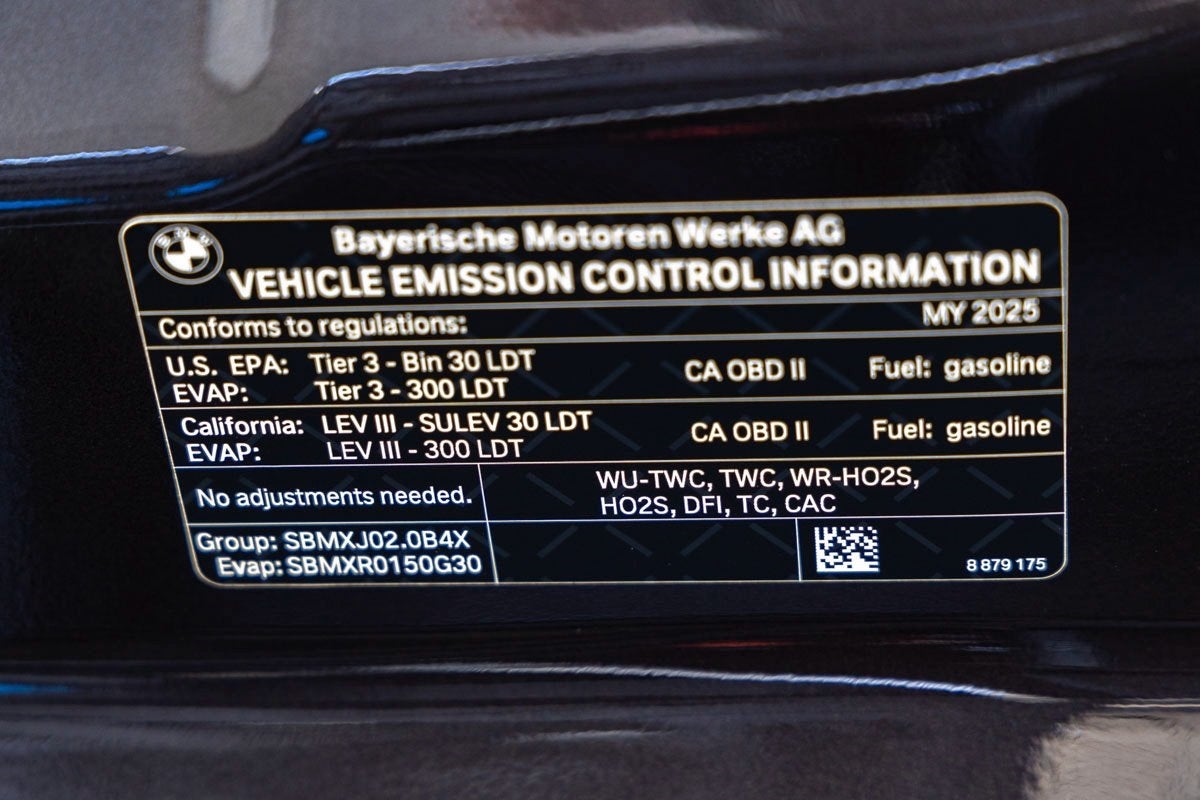 BMW
Bayerische Motoren Werke AG
VEHICLE EMISSION CONTROL INFORMATION
Conforms to regulations: MY 2025
U.S. EPA: Tier 3 - Bin 30 LDT CA OBD II Fuel: gasoline
EVAP: Tier 3 - 300 LDT
California: LEV III - SULEV 30 LDT CA OBD II Fuel: gasoline
EVAP: LEV III - 300 LDT
No adjustments needed.
WU-TWC, TWC, WR-HO2S,
HO2S, DFI, TC, CAC
Group: SBMXJ02.0B4X
Evap: SBMXR0150G30
8 879 175